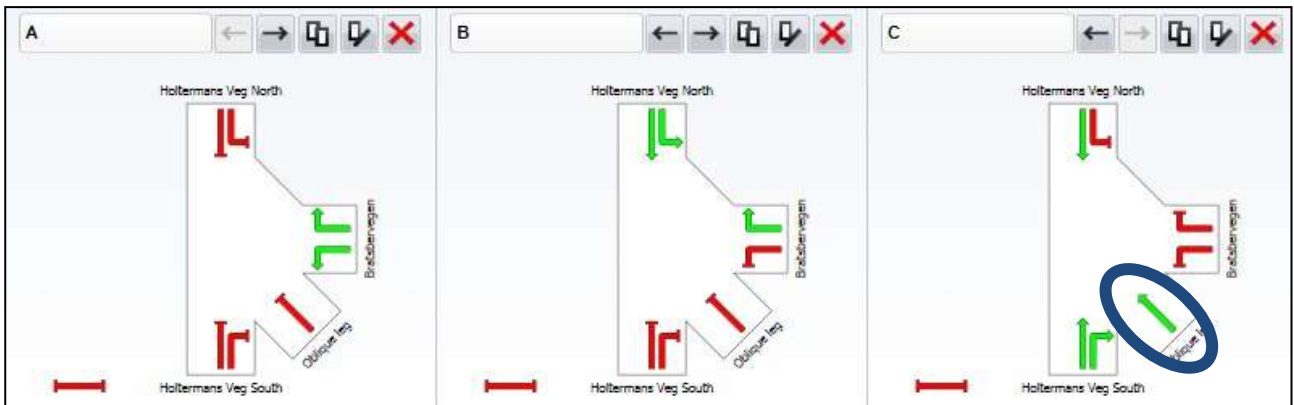 A
Holtermans Veg North
Bratsbervegen
Oblique leg
Holtermans Veg South
B
Holtermans Veg North
Bratsbervegen
Oblique leg
Holtermans Veg South
C
Holtermans Veg North
Bratsbervegen
Oblique
Holtermans Veg South